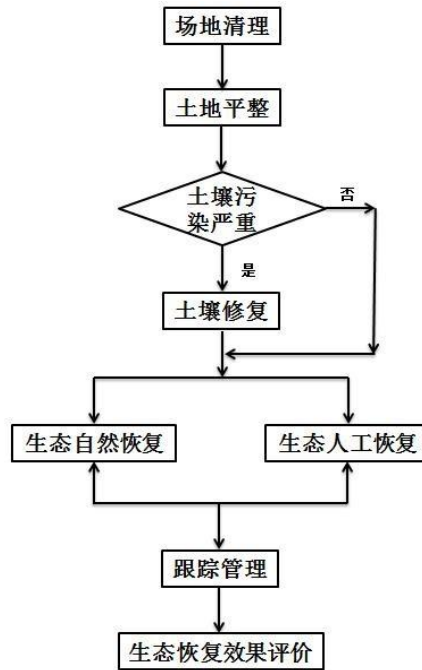 场地清理
土地平整
土壤污
染严重
否
是
土壤修复
生态自然恢复
生态人工恢复
跟踪管理
生态恢复效果评价